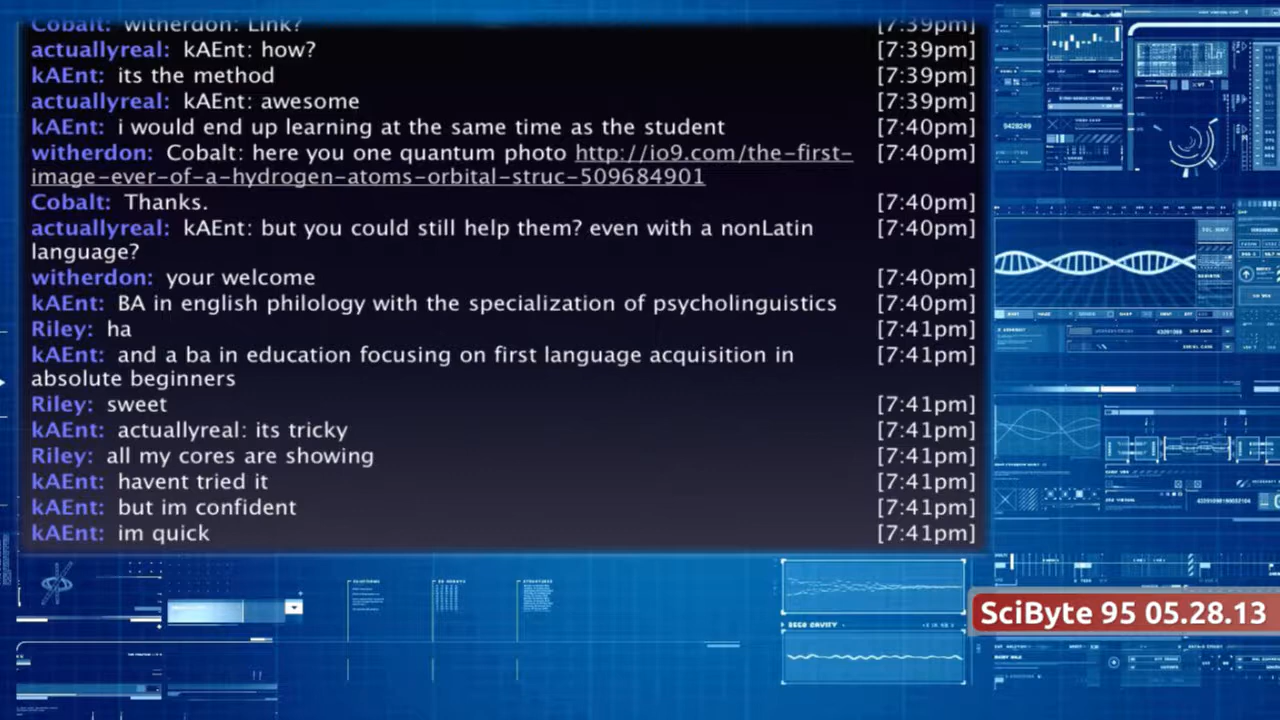 Cobalt: witherdon: Link? [7:39pm]
actuallyreal: kAEnt: how? [7:39pm]
kAEnt: its the method [7:39pm]
actuallyreal: kAEnt: awesome [7:39pm]
kAEnt: i would end up learning at the same time as the student [7:40pm]
witherdon: Cobalt: here you one quantum photo http://io9.com/the-first- [7:40pm]
image-ever-of-a-hydrogen-atoms-orbital-struc-509684901
Cobalt: Thanks. [7:40pm]
actuallyreal: kAEnt: but you could still help them? even with a nonLatin [7:40pm]
language?
witherdon: your welcome [7:40pm]
kAEnt: BA in english philology with the specialization of psycholinguistics [7:40pm]
Riley: ha [7:41pm]
kAEnt: and a ba in education focusing on first language acquisition in [7:41pm]
absolute beginners
Riley: sweet [7:41pm]
kAEnt: actuallyreal: its tricky [7:41pm]
Riley: all my cores are showing [7:41pm]
kAEnt: havent tried it [7:41pm]
kAEnt: but im confident [7:41pm]
kAEnt: im quick [7:41pm]
9428249
SciByte 95 05.28.13